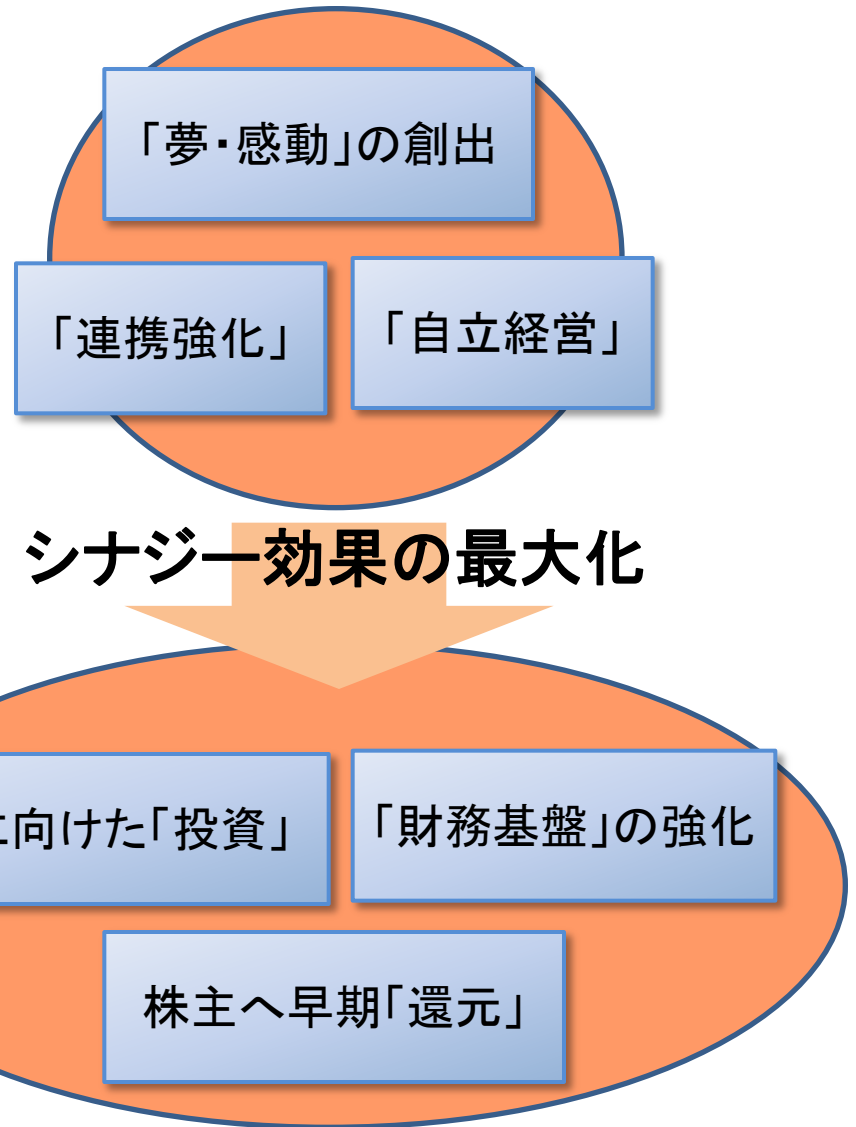 「夢・感動」の創出
「連携強化」
「自立経営」
シナジー効果の最大化
に向けた「投資」
「財務基盤」の強化
株主へ早期「還元」